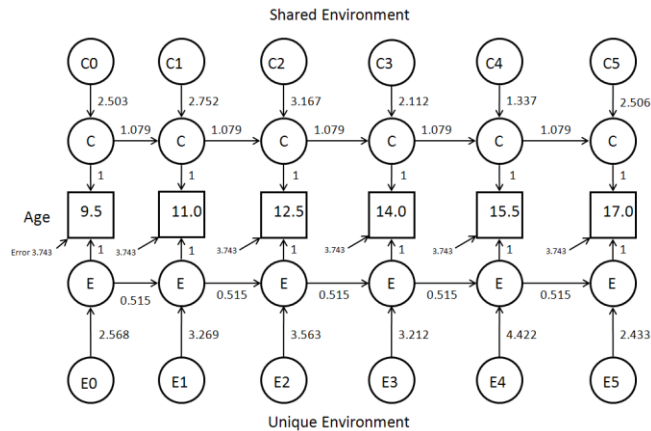 Shared Environment
C0 C1 C2 C3 C4 C5
2.503 2.752 3.167 2.112 1.337 2.506
1.079 1.079 1.079 1.079 1.079
C C C C C C
1 1 1 1 1 1
Age 9.5 11.0 12.5 14.0 15.5 17.0
Error 3.743 3.743 3.743 3.743 3.743 3.743
1 1 1 1 1 1
E E E E E E
0.515 0.515 0.515 0.515 0.515
2.568 3.269 3.563 3.212 4.422 2.433
E0 E1 E2 E3 E4 E5
Unique Environment